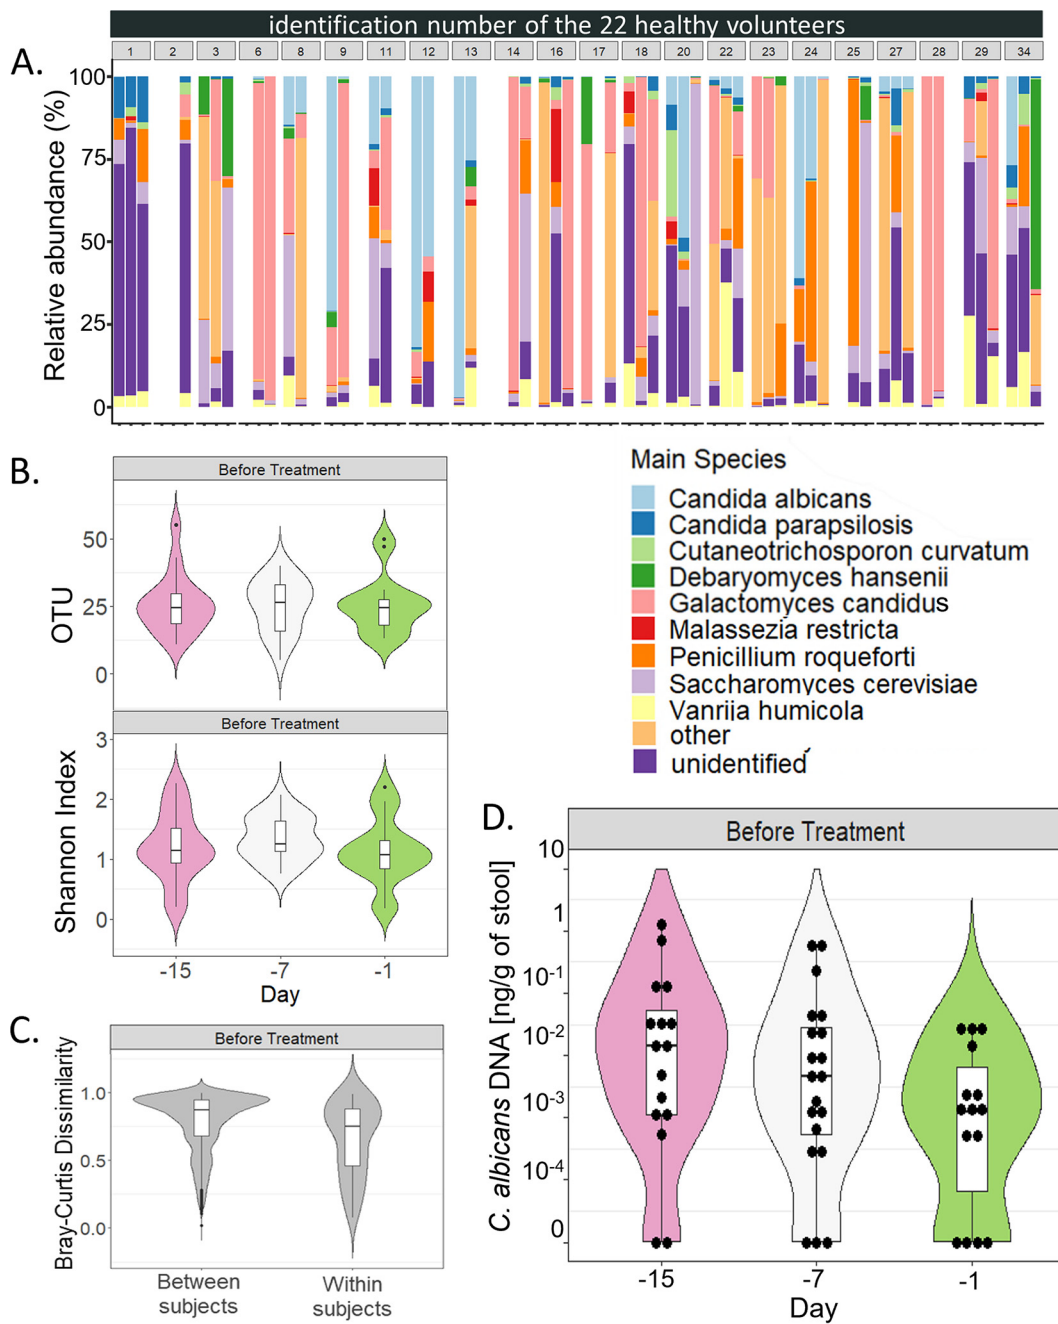 identification number of the 22 healthy volunteers
A.
1 2 3 6 8 9 11 12 13 14 16 17 18 20 22 23 24 25 27 28 29 34
Relative abundance (%)
100
75
50
25
0
B.
Before Treatment
OTU
50
25
0
Before Treatment
Shannon Index
3
2
1
0
-15 -7 -1
Day
Main Species
Candida albicans
Candida parapsilosis
Cutaneotrichosporon curvatum
Debaryomyces hansenii
Galactomyces candidus
Malassezia restricta
Penicillium roqueforti
Saccharomyces cerevisiae
Vanrija humicola
other
unidentified
C.
Before Treatment
Bray-Curtis Dissimilarity
1.0
0.5
0.0
Between Within
subjects subjects
D.
Before Treatment
C. albicans DNA [ng/g of stool]
10
1
10-1
10-2
10-3
10-4
0
-15 -7 -1
Day